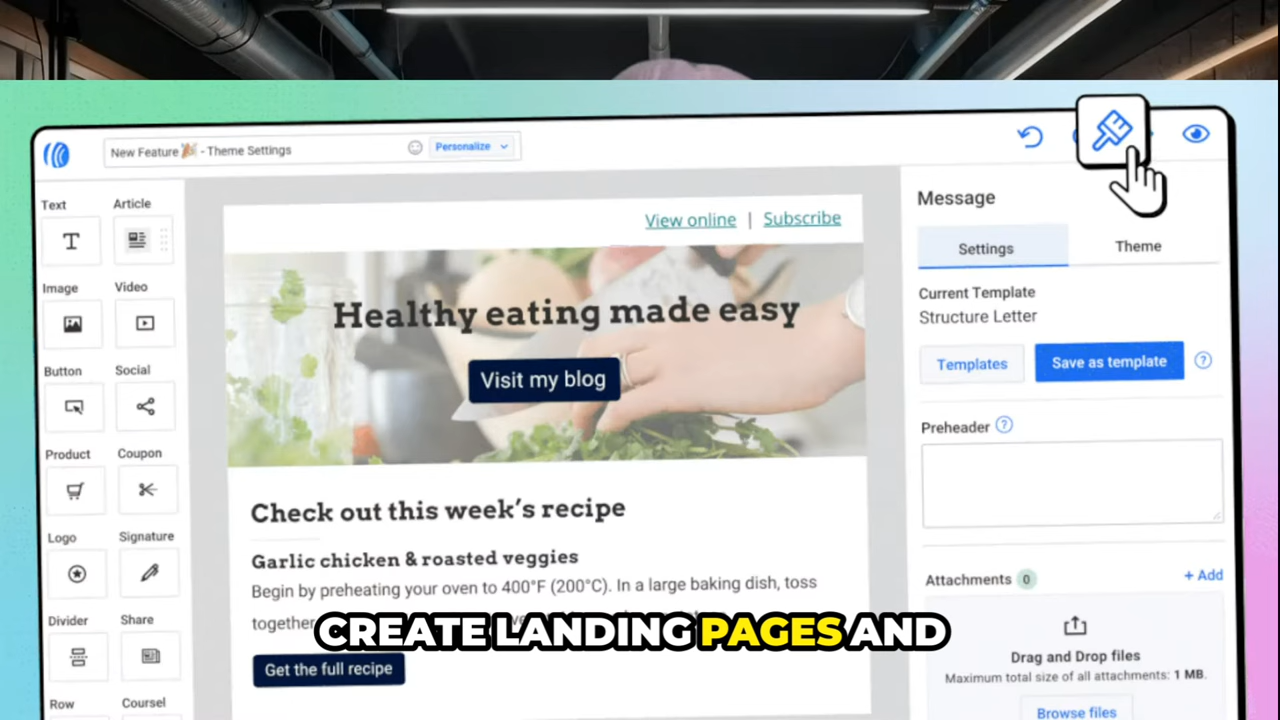 New Feature 🎉 - Theme Settings
Personalize
Text
Article
Image
Video
Button
Social
Product
Coupon
Logo
Signature
Divider
Share
Row
Coursel
View online | Subscribe
Healthy eating made easy
Visit my blog
Check out this week's recipe
Garlic chicken & roasted veggies
Begin by preheating your oven to 400°F (200°C). In a large baking dish, toss
together
CREATE LANDING PAGES AND
Get the full recipe
Message
Settings
Theme
Current Template
Structure Letter
Templates
Save as template
?
Preheader ?
Attachments 0
+ Add
Drag and Drop files
Maximum total size of all attachments: 1 MB.
Browse files